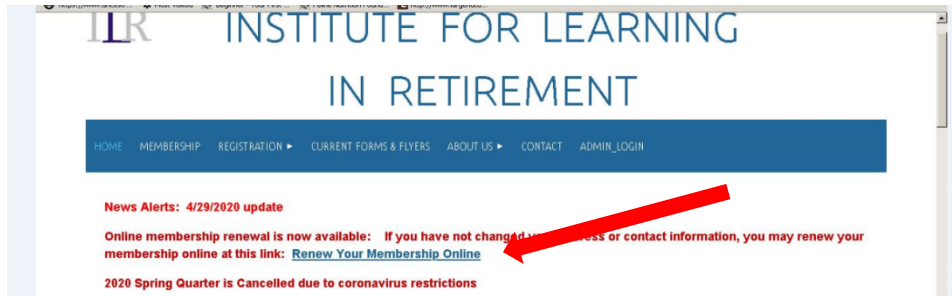 ILR INSTITUTE FOR LEARNING
IN RETIREMENT
HOME MEMBERSHIP REGISTRATION ▸ CURRENT FORMS & FLYERS ABOUT US ▸ CONTACT ADMIN_LOGIN
News Alerts: 4/29/2020 update
Online membership renewal is now available: If you have not changed or contact information, you may renew your
membership online at this link: Renew Your Membership Online
2020 Spring Quarter is Cancelled due to coronavirus restrictions